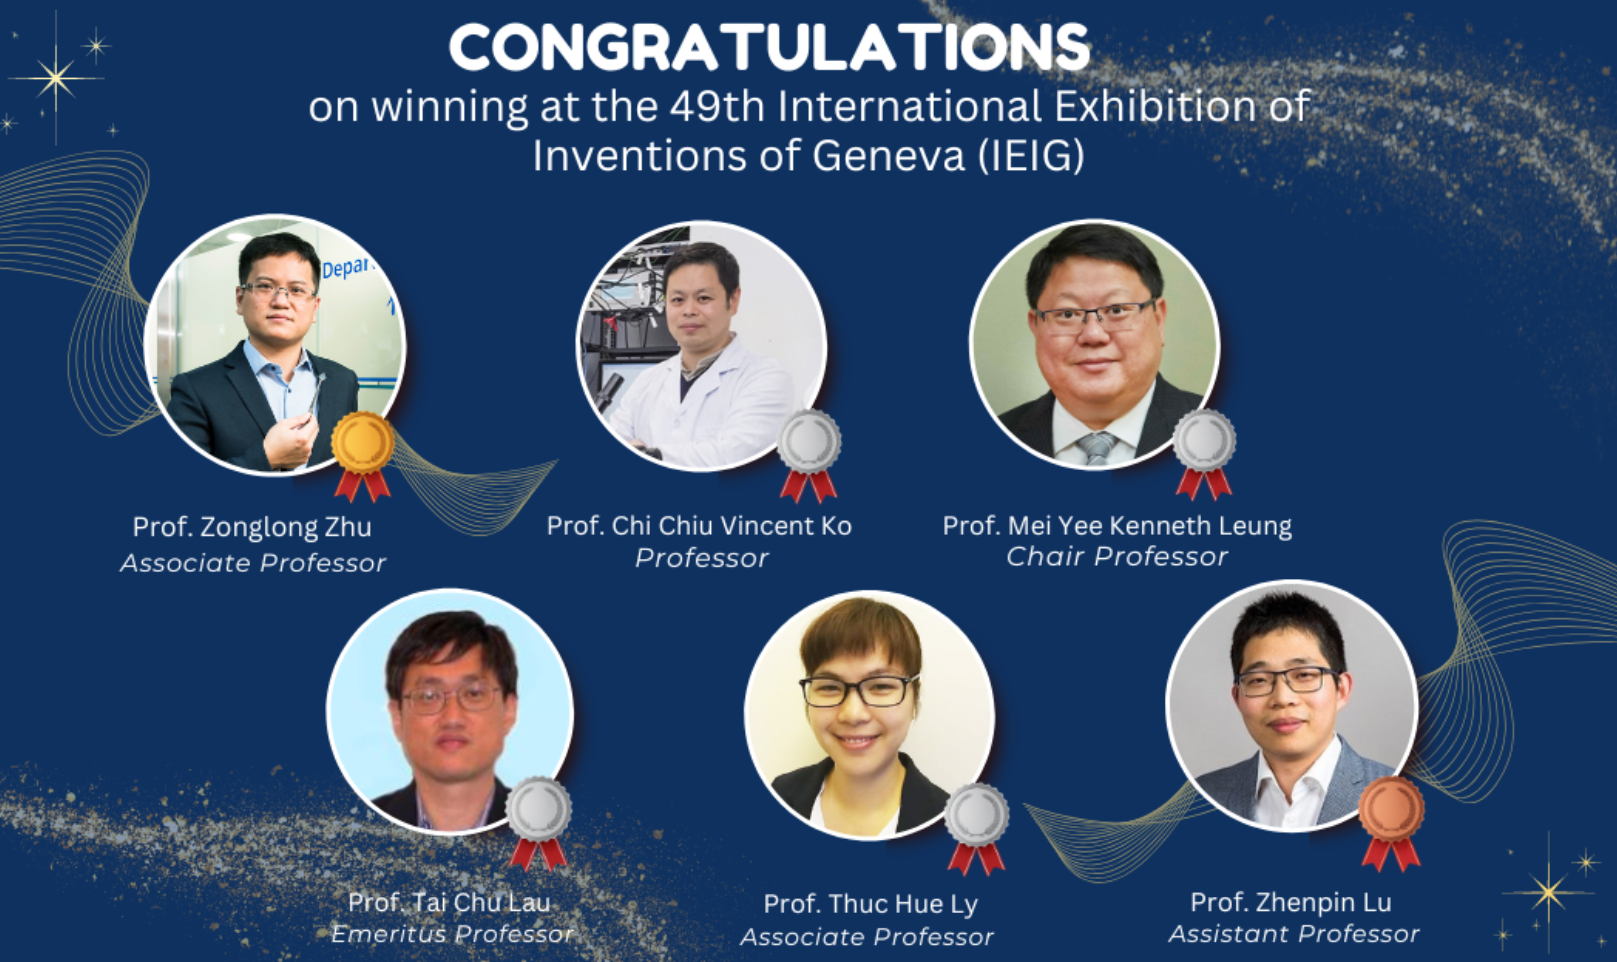 CONGRATULATIONS
on winning at the 49th International Exhibition of
Inventions of Geneva (IEIG)
Depar
Prof. Zonglong Zhu
Associate Professor
Prof. Chi Chiu Vincent Ko
Professor
Prof. Mei Yee Kenneth Leung
Chair Professor
Prof. Tai Chu Lau
Emeritus Professor
Prof. Thuc Hue Ly
Associate Professor
Prof. Zhenpin Lu
Assistant Professor